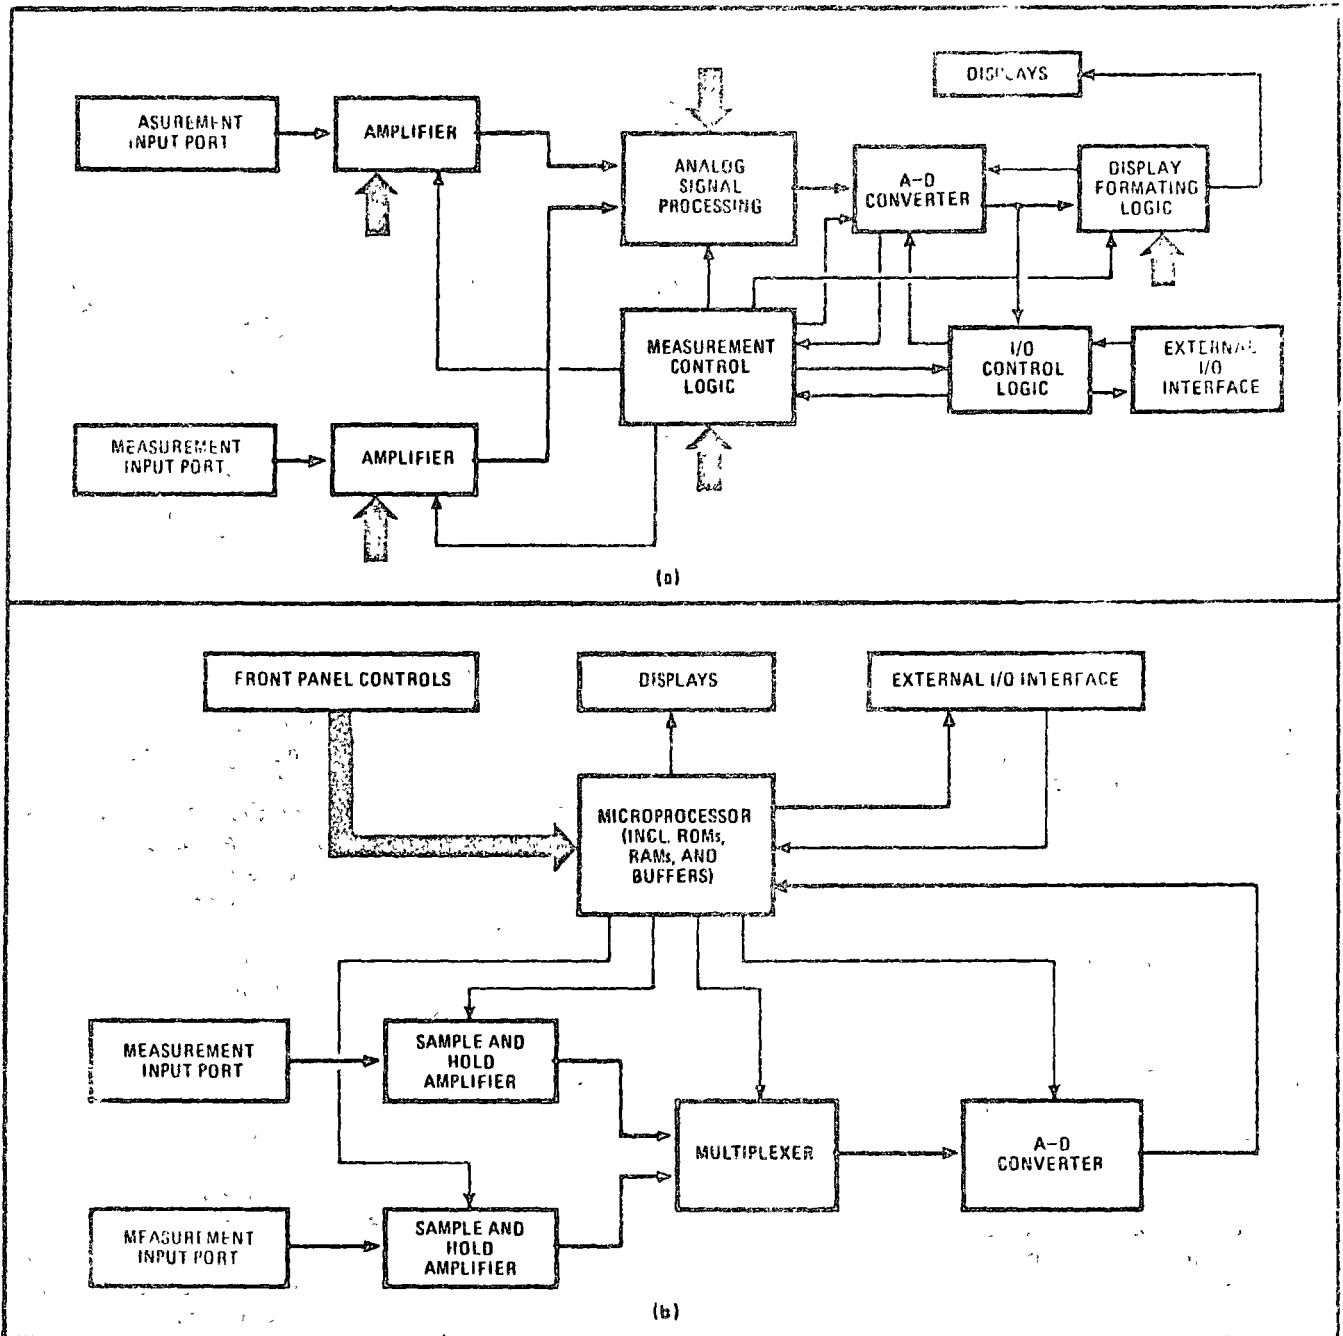 DISPLAYS
ASUREMENT
INPUT PORT
AMPLIFIER
ANALOG
SIGNAL
PROCESSING
A-D
CONVERTER
DISPLAY
FORMATING
LOGIC
MEASUREMENT
CONTROL
LOGIC
I/O
CONTROL
LOGIC
EXTERNAL
I/O
INTERFACE
MEASUREMENT
INPUT PORT
AMPLIFIER
(a)
FRONT PANEL CONTROLS
DISPLAYS
EXTERNAL I/O INTERFACE
MICROPROCESSOR
(INCL. ROMs,
RAMs, AND
BUFFERS)
MEASUREMENT
INPUT PORT
SAMPLE AND
HOLD
AMPLIFIER
MULTIPLEXER
A-D
CONVERTER
MEASUREMENT
INPUT PORT
SAMPLE AND
HOLD
AMPLIFIER
(b)